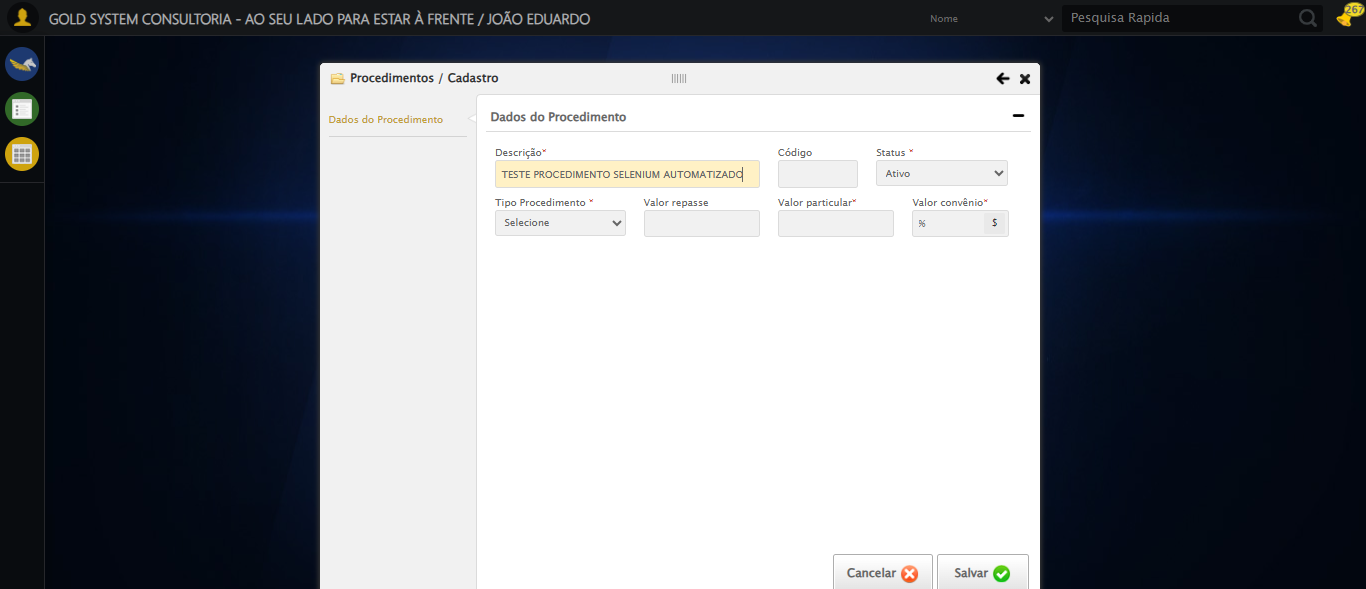 GOLD SYSTEM CONSULTORIA - AO SEU LADO PARA ESTAR À FRENTE / JOÃO EDUARDO
Nome
Pesquisa Rapida
267
Procedimentos / Cadastro
Dados do Procedimento
Dados do Procedimento
Descrição* Código Status *
TESTE PROCEDIMENTO SELENIUM AUTOMATIZADO Ativo
Tipo Procedimento * Valor repasse Valor particular* Valor convênio*
Selecione % $
Cancelar Salvar